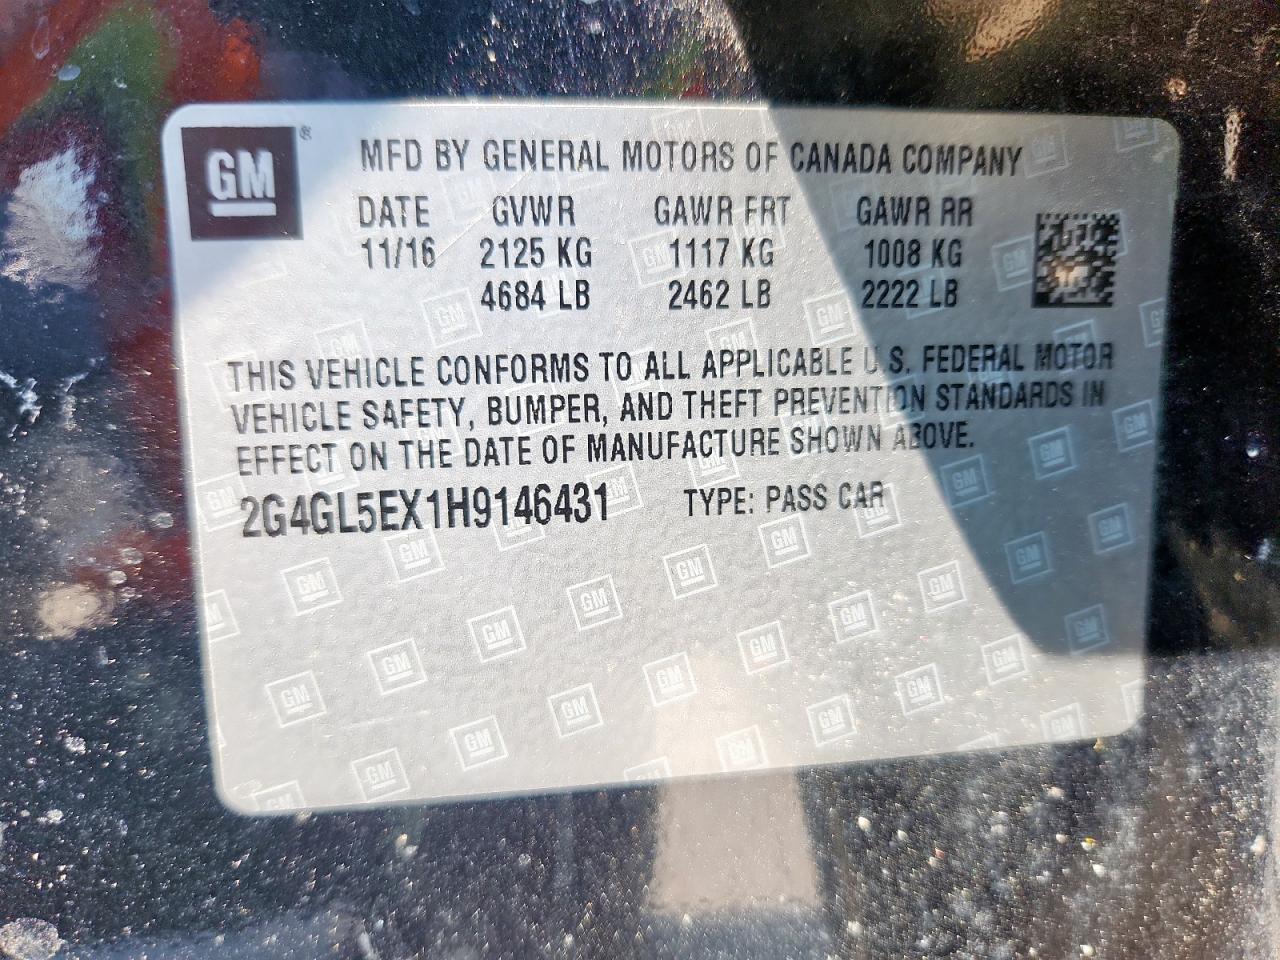 GM®
MFD BY GENERAL MOTORS OF CANADA COMPANY
DATE GVWR GAWR FRT GAWR RR
11/16 2125 KG 1117 KG 1008 KG
4684 LB 2462 LB 2222 LB
THIS VEHICLE CONFORMS TO ALL APPLICABLE U.S. FEDERAL MOTOR
VEHICLE SAFETY, BUMPER, AND THEFT PREVENTION STANDARDS IN
EFFECT ON THE DATE OF MANUFACTURE SHOWN ABOVE.
2G4GL5EX1H9146431 TYPE: PASS CAR